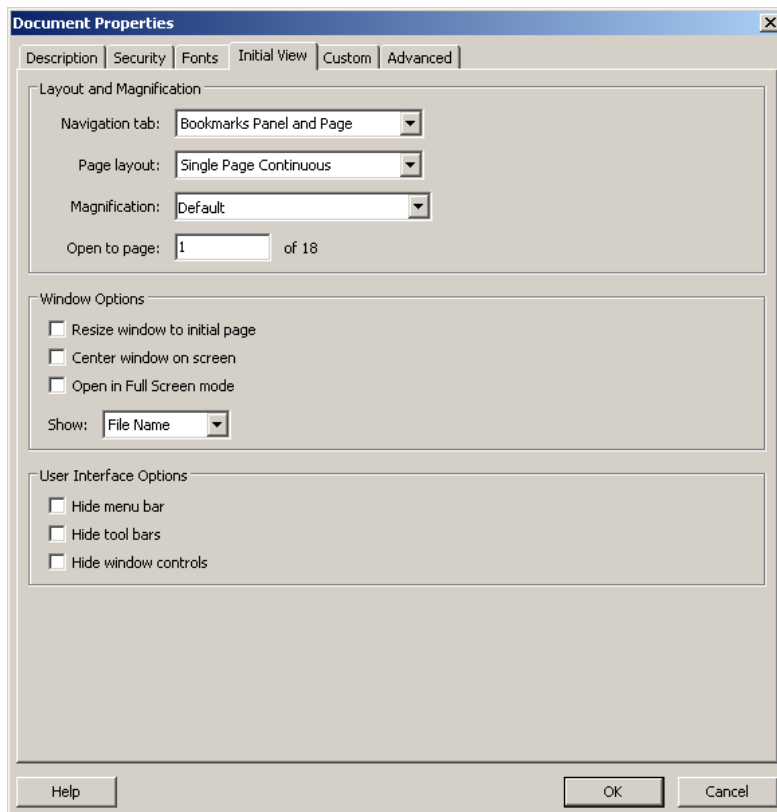 Document Properties
Description Security Fonts Initial View Custom Advanced
Layout and Magnification
Navigation tab: Bookmarks Panel and Page
Page layout: Single Page Continuous
Magnification: Default
Open to page: 1 of 18
Window Options
Resize window to initial page
Center window on screen
Open in Full Screen mode
Show: File Name
User Interface Options
Hide menu bar
Hide tool bars
Hide window controls
Help OK Cancel